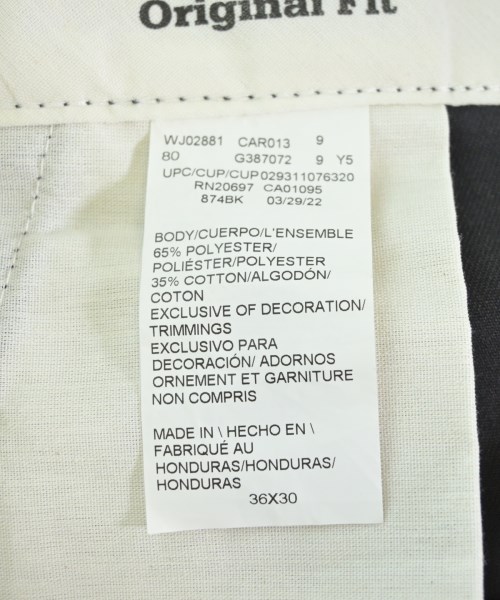 Original Fit
WJ02881 CAR013 9
80 G387072 9 Y5
UPC/CUP/CUP029311076320
RN20697 CA01095
874BK 03/29/22
BODY/CUERPO/L'ENSEMBLE
65% POLYESTER/
POLIÉSTER/POLYESTER
35% COTTON/ALGODÓN/
COTON
EXCLUSIVE OF DECORATION/
TRIMMINGS
EXCLUSIVO PARA
DECORACIÓN/ ADORNOS
ORNEMENT ET GARNITURE
NON COMPRIS
MADE IN \ HECHO EN \
FABRIQUÉ AU
HONDURAS/HONDURAS/
HONDURAS
36X30